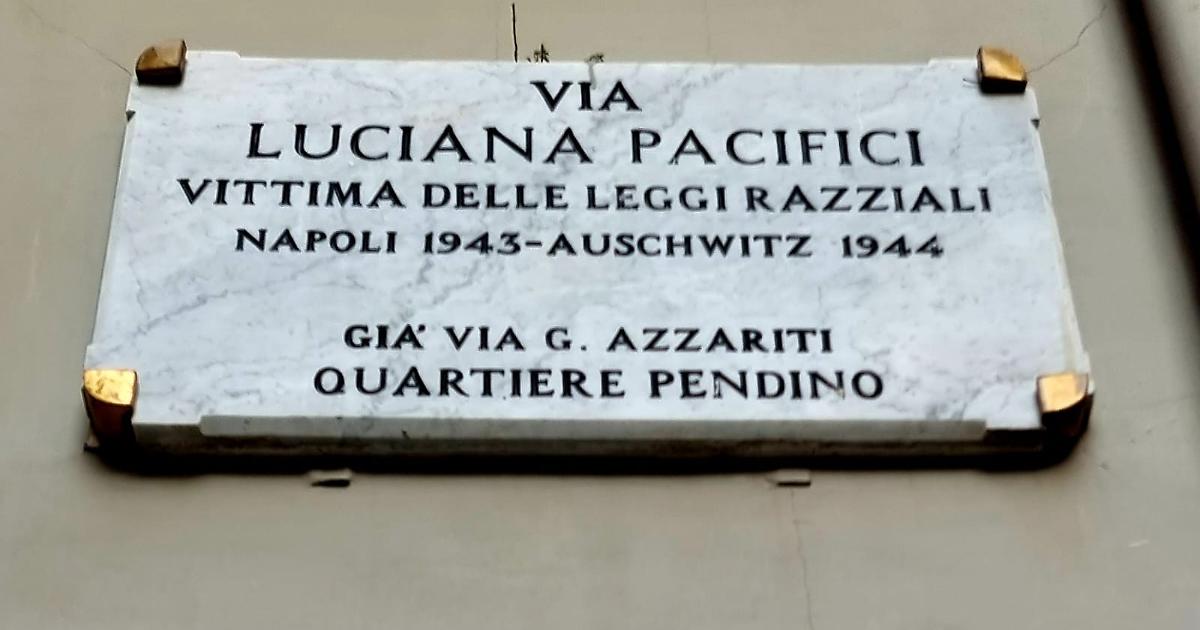 VIA
LUCIANA PACIFICI
VITTIMA DELLE LEGGI RAZZIALI
NAPOLI 1943-AUSCHWITZ 1944
GIA' VIA G. AZZARITI
QUARTIERE PENDINO